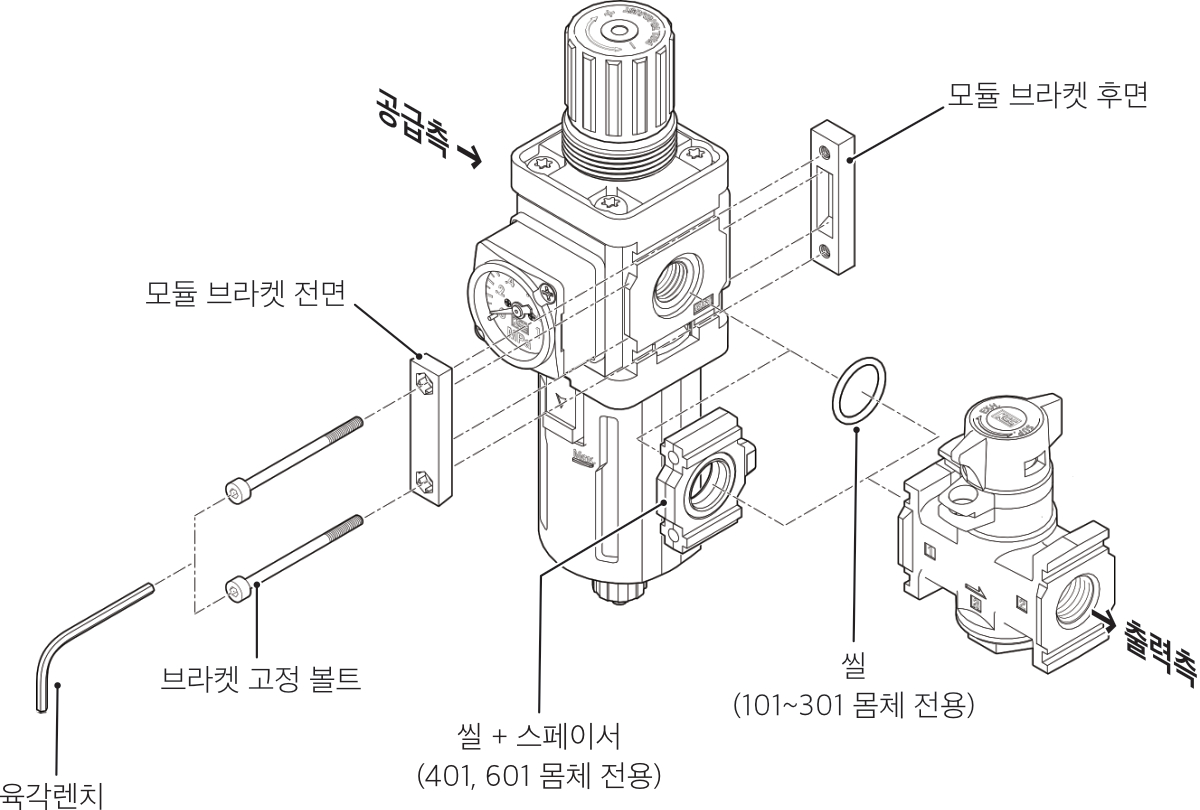 공급측
모듈 브라켓 후면
모듈 브라켓 전면
브라켓 고정 볼트
육각렌치
씰 + 스페이서
(401, 601 몸체 전용)
씰
(101~301 몸체 전용)
출력측